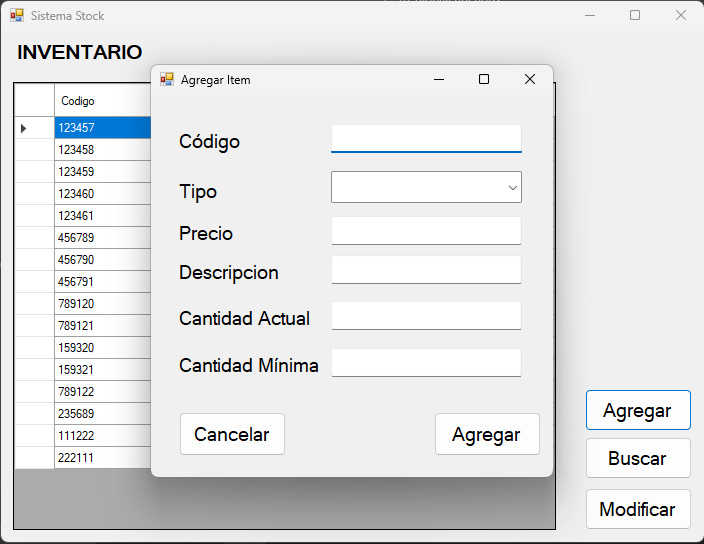 Sistema Stock
INVENTARIO
Agregar Item
Codigo
123457
123458
123459
123460
123461
456789
456790
456791
789120
789121
159320
159321
789122
235689
111222
222111
Código
Tipo
Precio
Descripcion
Cantidad Actual
Cantidad Mínima
Cancelar
Agregar
Agregar
Buscar
Modificar